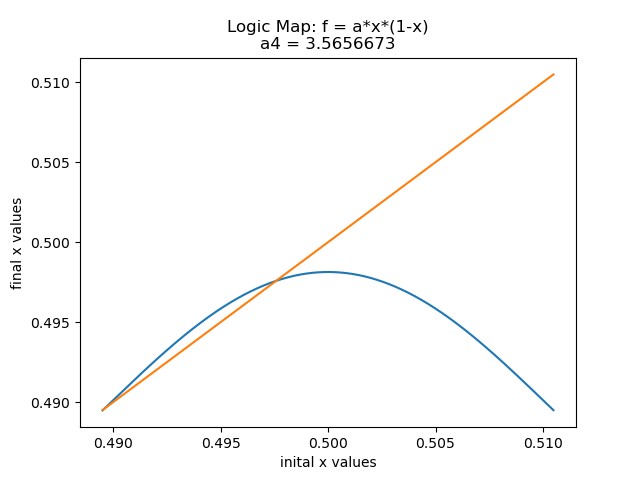 Logic Map: f = a*x*(1-x)
a4 = 3.5656673
0.510
0.505
0.500
0.495
0.490
final x values
0.490
0.495
0.500
0.505
0.510
inital x values